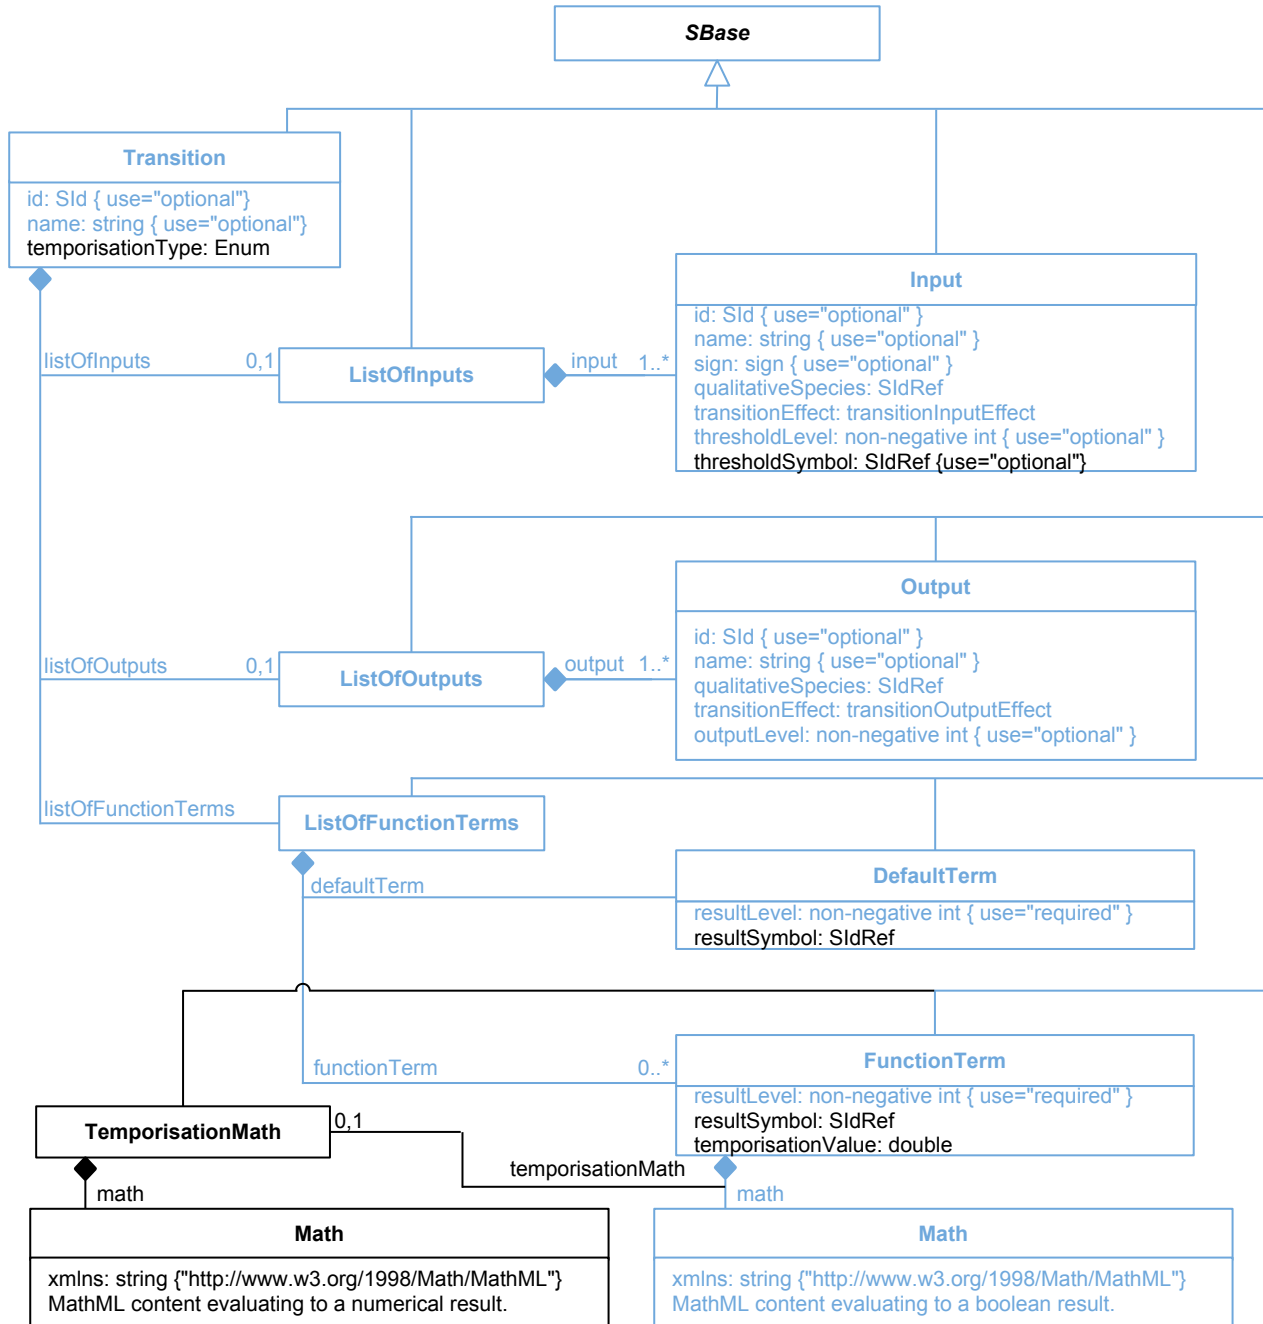 SBase
Transition
id: SId { use="optional"}
name: string { use="optional"}
temporisationType: Enum
Input
id: SId { use="optional" }
name: string { use="optional" }
sign: sign { use="optional" }
qualitativeSpecies: SIdRef
transitionEffect: transitionInputEffect
thresholdLevel: non-negative int { use="optional" }
thresholdSymbol: SIdRef {use="optional"}
listOfInputs 0,1
ListOfInputs
input 1..*
Output
id: SId { use="optional" }
name: string { use="optional" }
qualitativeSpecies: SIdRef
transitionEffect: transitionOutputEffect
outputLevel: non-negative int { use="optional" }
listOfOutputs 0,1
ListOfOutputs
output 1..*
listOfFunctionTerms
ListOfFunctionTerms
defaultTerm
DefaultTerm
resultLevel: non-negative int { use="required" }
resultSymbol: SIdRef
functionTerm 0..*
FunctionTerm
resultLevel: non-negative int { use="required" }
resultSymbol: SIdRef
temporisationValue: double
TemporisationMath
0,1
temporisationMath
math
math
Math
xmlns: string {"http://www.w3.org/1998/Math/MathML"}
MathML content evaluating to a numerical result.
Math
xmlns: string {"http://www.w3.org/1998/Math/MathML"}
MathML content evaluating to a boolean result.